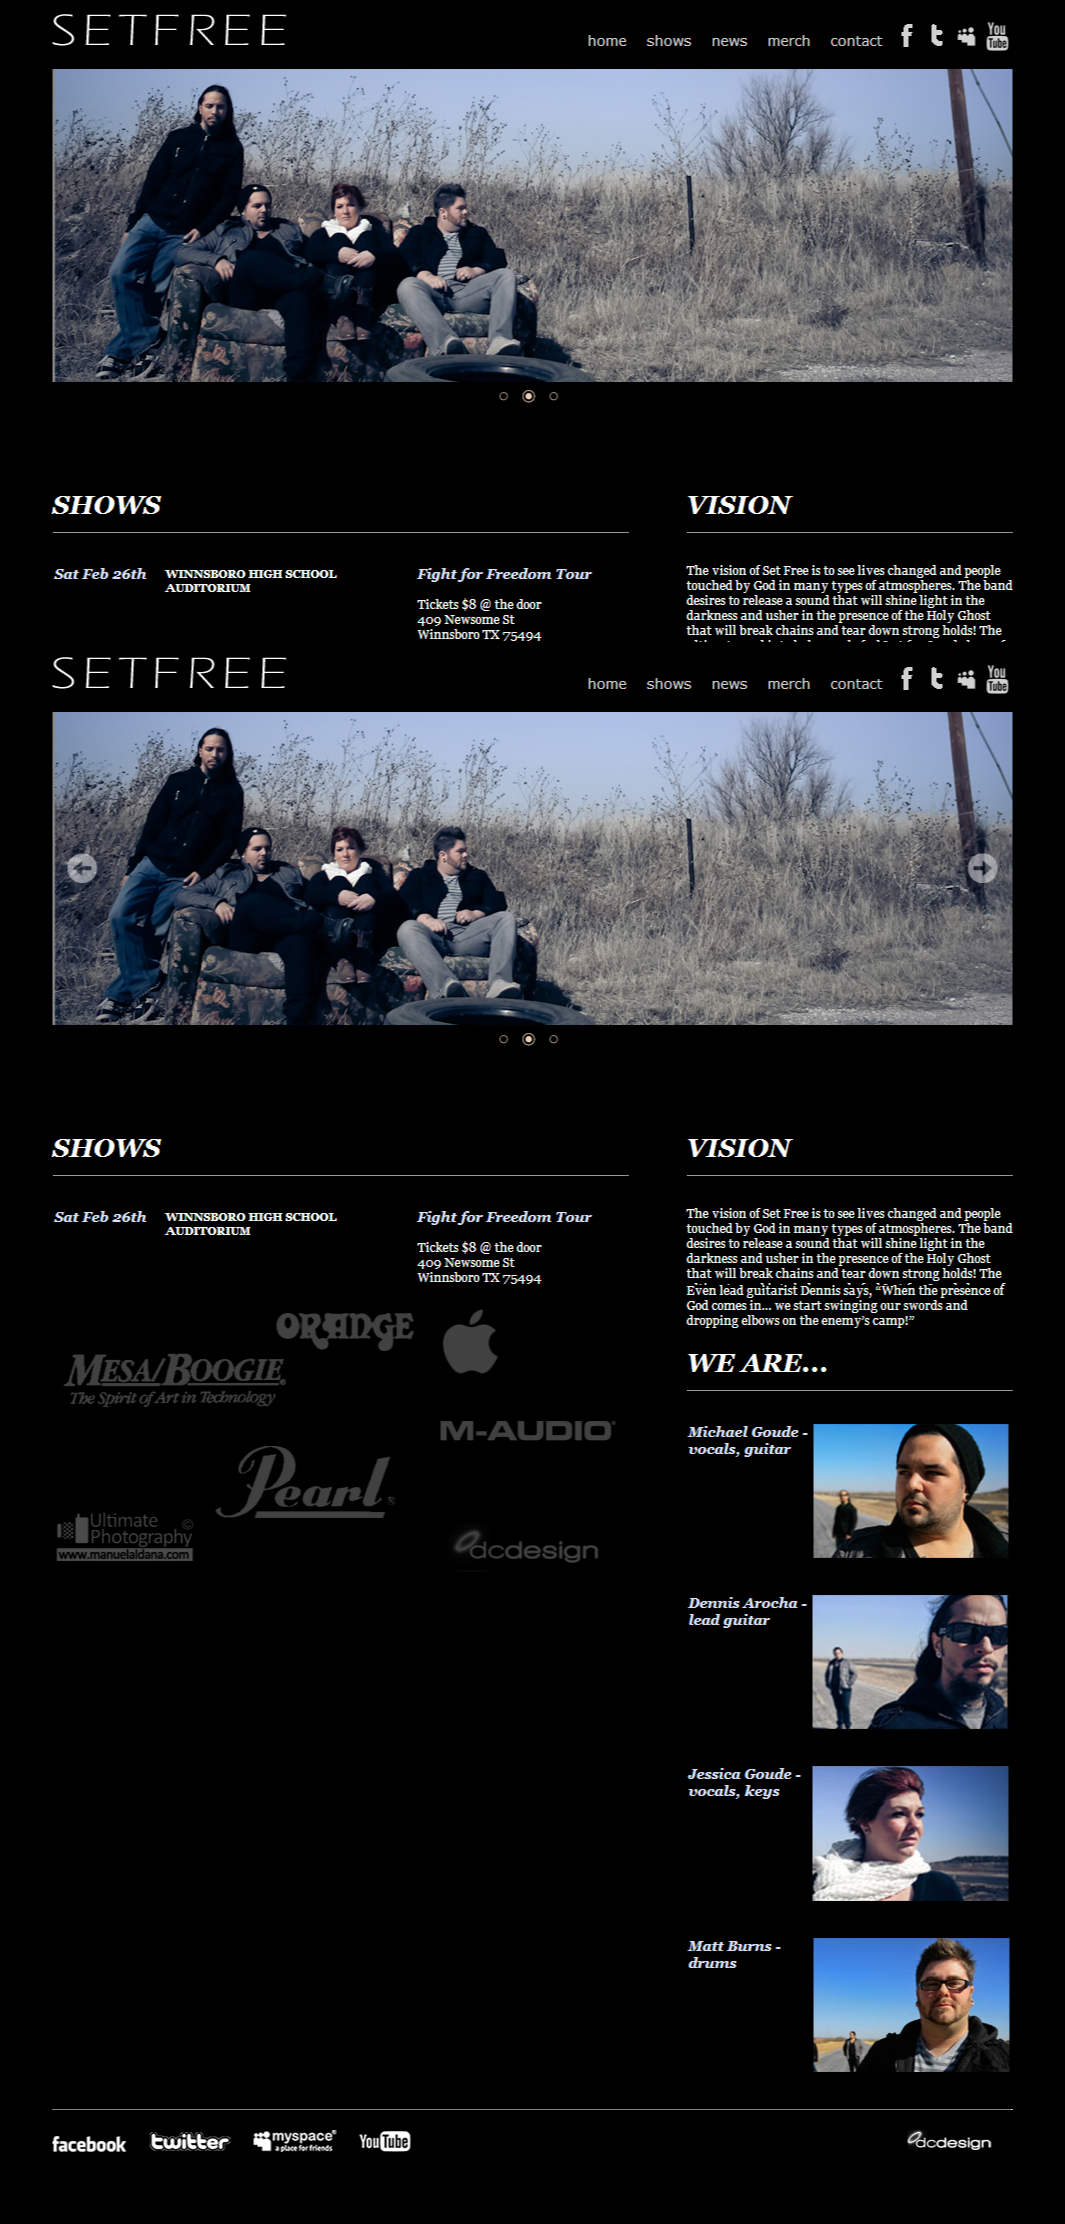 SETFREE
home shows news merch contact f t You Tube
SHOWS
VISION
Sat Feb 26th
WINNSBORO HIGH SCHOOL
AUDITORIUM
Fight for Freedom Tour
Tickets $8 @ the door
409 Newsome St
Winnsboro TX 75494
The vision of Set Free is to see lives changed and people
touched by God in many types of atmospheres. The band
desires to release a sound that will shine light in the
darkness and usher in the presence of the Holy Ghost
that will break chains and tear down strong holds! The
SETFREE
home shows news merch contact f t You Tube
SHOWS
VISION
Sat Feb 26th
WINNSBORO HIGH SCHOOL
AUDITORIUM
Fight for Freedom Tour
Tickets $8 @ the door
409 Newsome St
Winnsboro TX 75494
The vision of Set Free is to see lives changed and people
touched by God in many types of atmospheres. The band
desires to release a sound that will shine light in the
darkness and usher in the presence of the Holy Ghost
that will break chains and tear down strong holds! The
Even lead guitarist Dennis says, “When the presence of
God comes in... we start swinging our swords and
dropping elbows on the enemy’s camp!”
ORANGE
MESA/BOOGIE®
The Spirit of Art in Technology
M-AUDIO®
Pearl®
Ultimate
Photography ©
www.manuelaldana.com
adcdesign
WE ARE...
Michael Goude -
vocals, guitar
Dennis Arocha -
lead guitar
Jessica Goude -
vocals, keys
Matt Burns -
drums
facebook twitter myspace® a place for friends YouTube adcdesign